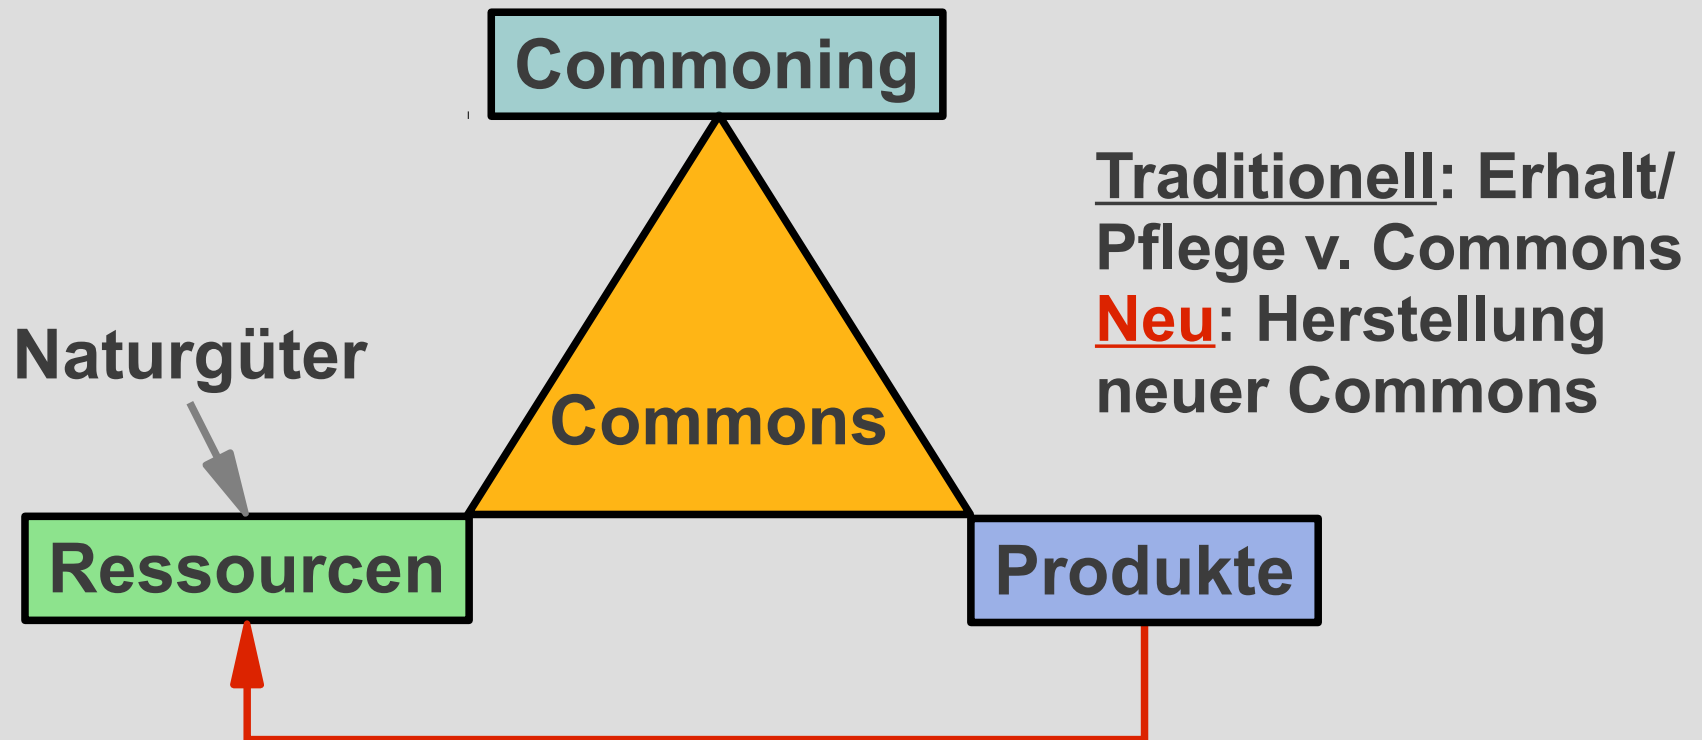 Commoning
Traditionell: Erhalt/
Pflege v. Commons
Neu: Herstellung
neuer Commons
Naturgüter
Commons
Ressourcen
Produkte